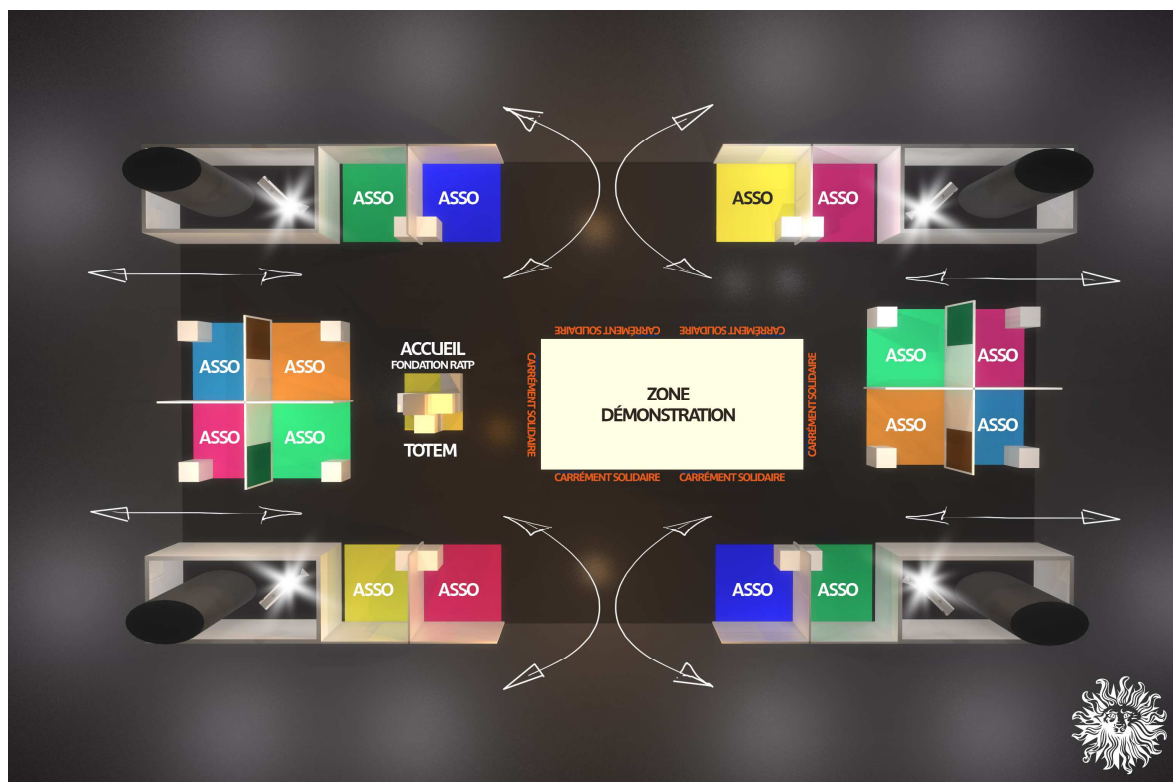 ASSO
ASSO
ASSO
ASSO
CARRÉMENT SOLIDAIRE
CARRÉMENT SOLIDAIRE
ACCUEIL
FONDATION RATP
TOTEM
ASSO
ASSO
ASSO
ASSO
CARRÉMENT SOLIDAIRE
ZONE
DÉMONSTRATION
CARRÉMENT SOLIDAIRE
ASSO
ASSO
ASSO
ASSO
CARRÉMENT SOLIDAIRE
CARRÉMENT SOLIDAIRE
ASSO
ASSO
ASSO
ASSO